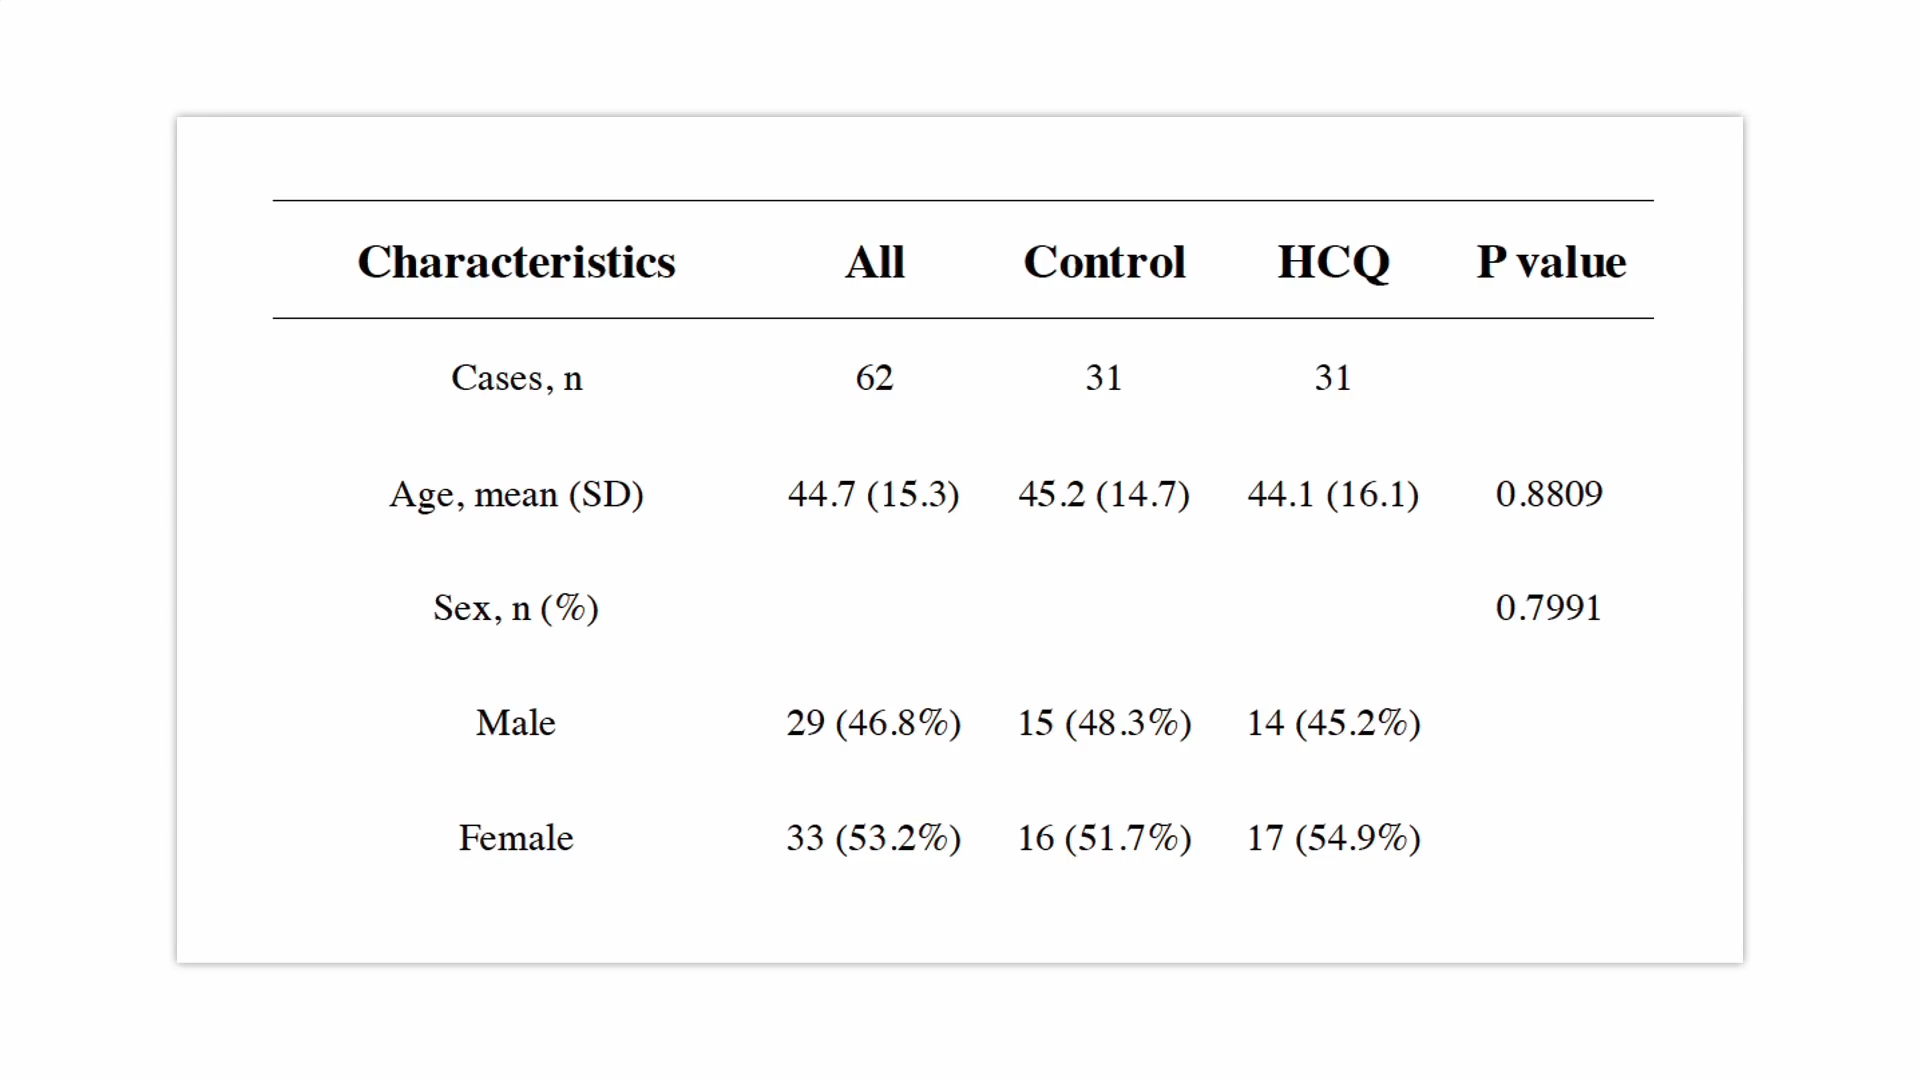 Characteristics All Control HCQ P value
Cases, n 62 31 31
Age, mean (SD) 44.7 (15.3) 45.2 (14.7) 44.1 (16.1) 0.8809
Sex, n (%) 0.7991
Male 29 (46.8%) 15 (48.3%) 14 (45.2%)
Female 33 (53.2%) 16 (51.7%) 17 (54.9%)